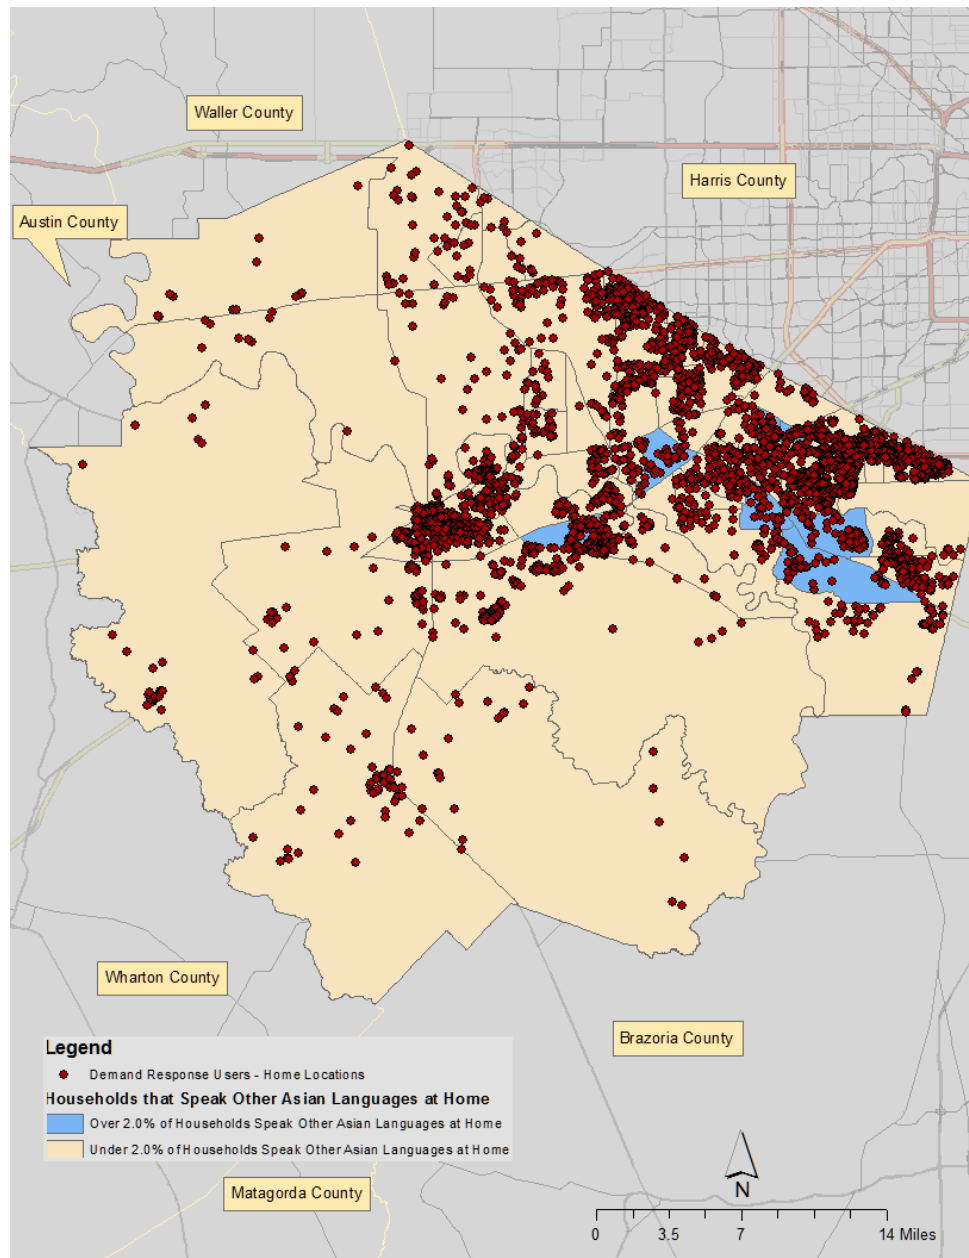 Waller County
Harris County
Austin County
Wharton County
Brazoria County
Legend
Demand Response Users - Home Locations
Households that Speak Other Asian Languages at Home
Over 2.0% of Households Speak Other Asian Languages at Home
Under 2.0% of Households Speak Other Asian Languages at Home
Matagorda County
N
0 3.5 7 14 Miles